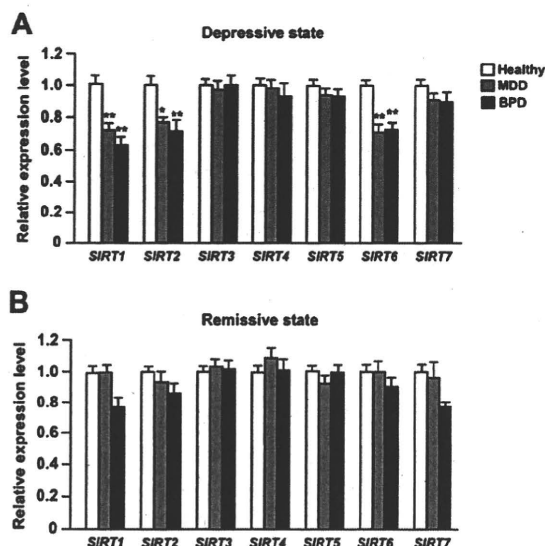 A
Depressive state
Healthy
MDD
BPD
Relative expression level
1.2
1.0
0.8
0.6
0.4
0.2
0
** ** * ** ** **
SIRT1 SIRT2 SIRT3 SIRT4 SIRT5 SIRT6 SIRT7
B
Remissive state
Relative expression level
1.2
1.0
0.8
0.6
0.4
0.2
0
SIRT1 SIRT2 SIRT3 SIRT4 SIRT5 SIRT6 SIRT7